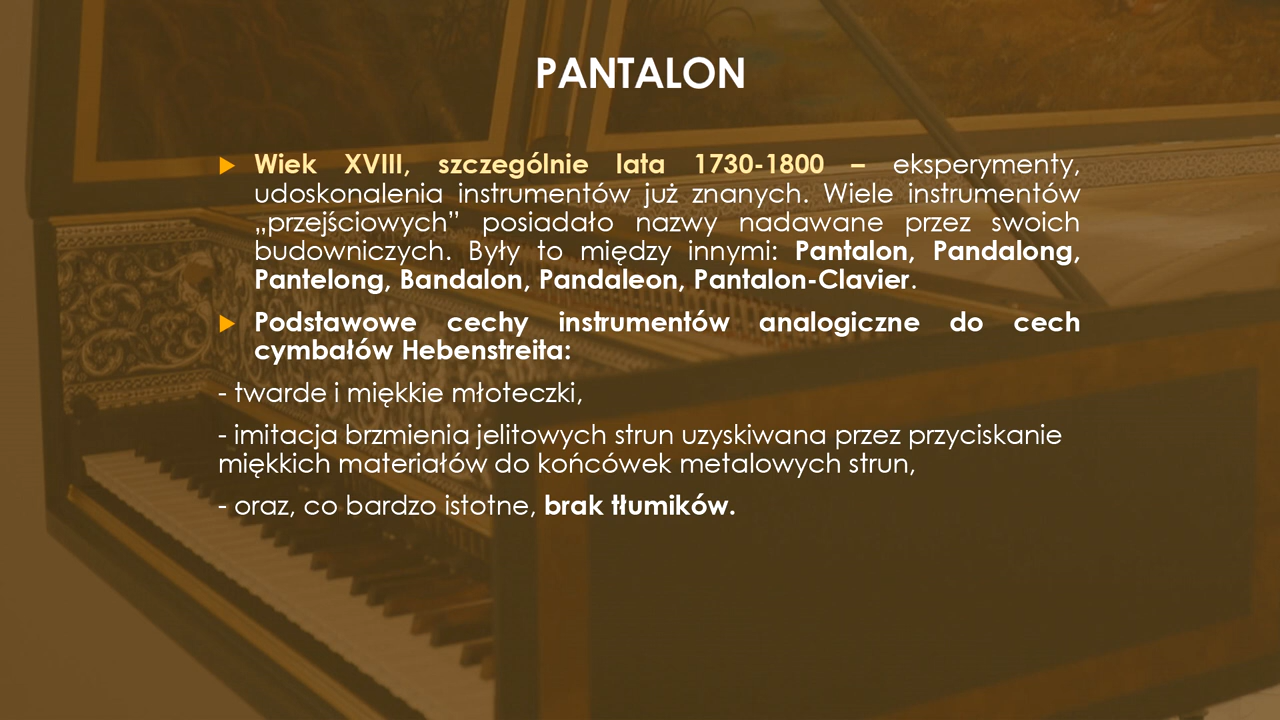 PANTALON
Wiek XVIII, szczególnie lata 1730-1800 – eksperymenty,
udoskonalenia instrumentów już znanych. Wiele instrumentów
„przejściowych” posiadało nazwy nadawane przez swoich
budowniczych. Były to między innymi: Pantalon, Pandalong,
Pantelong, Bandalon, Pandaleon, Pantalon-Clavier.
Podstawowe cechy instrumentów analogiczne do cech
cymbałów Hebenstreita:
- twarde i miękkie młoteczki,
- imitacja brzmienia jelitowych strun uzyskiwana przez przyciskanie
miękkich materiałów do końcówek metalowych strun,
- oraz, co bardzo istotne, brak tłumików.